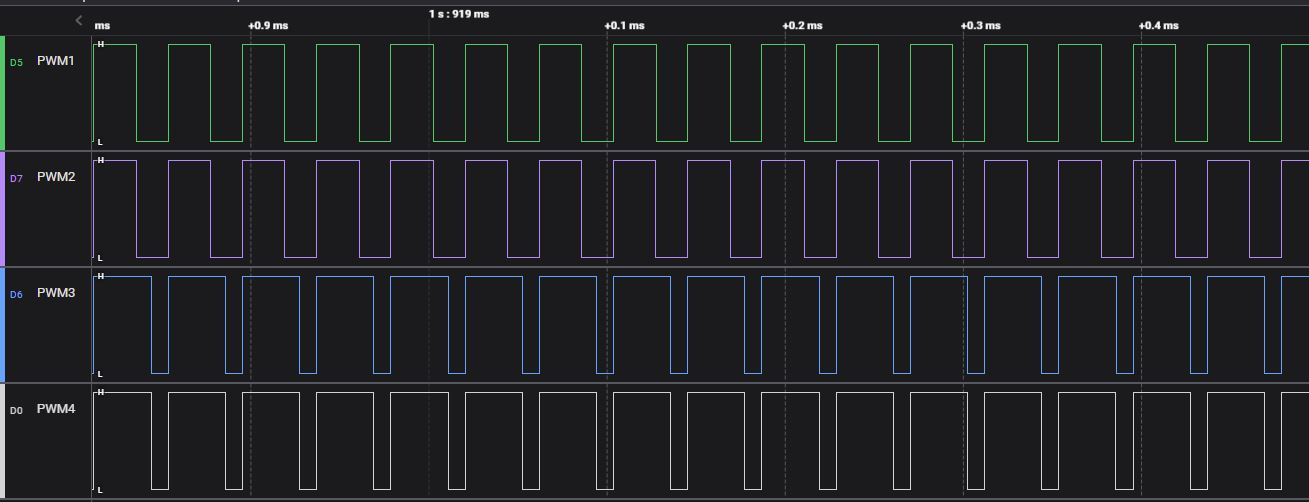 1 s : 919 ms
ms +0.9 ms +0.1 ms +0.2 ms +0.3 ms +0.4 ms
H
D5 PWM1
L
H
D7 PWM2
L
H
D6 PWM3
L
H
D0 PWM4
L